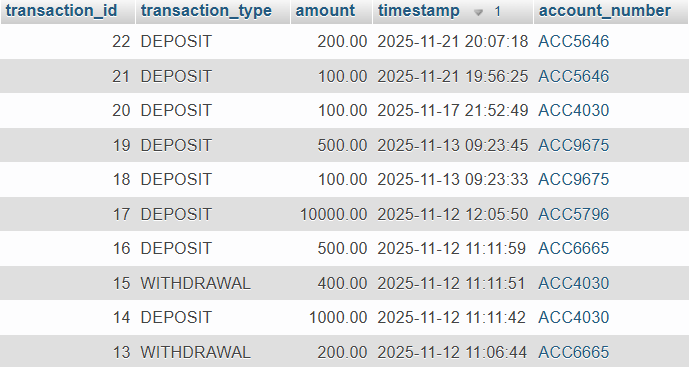 transaction_id transaction_type amount timestamp 1 account_number
22 DEPOSIT 200.00 2025-11-21 20:07:18 ACC5646
21 DEPOSIT 100.00 2025-11-21 19:56:25 ACC5646
20 DEPOSIT 100.00 2025-11-17 21:52:49 ACC4030
19 DEPOSIT 500.00 2025-11-13 09:23:45 ACC9675
18 DEPOSIT 100.00 2025-11-13 09:23:33 ACC9675
17 DEPOSIT 10000.00 2025-11-12 12:05:50 ACC5796
16 DEPOSIT 500.00 2025-11-12 11:11:59 ACC6665
15 WITHDRAWAL 400.00 2025-11-12 11:11:51 ACC4030
14 DEPOSIT 1000.00 2025-11-12 11:11:42 ACC4030
13 WITHDRAWAL 200.00 2025-11-12 11:06:44 ACC6665